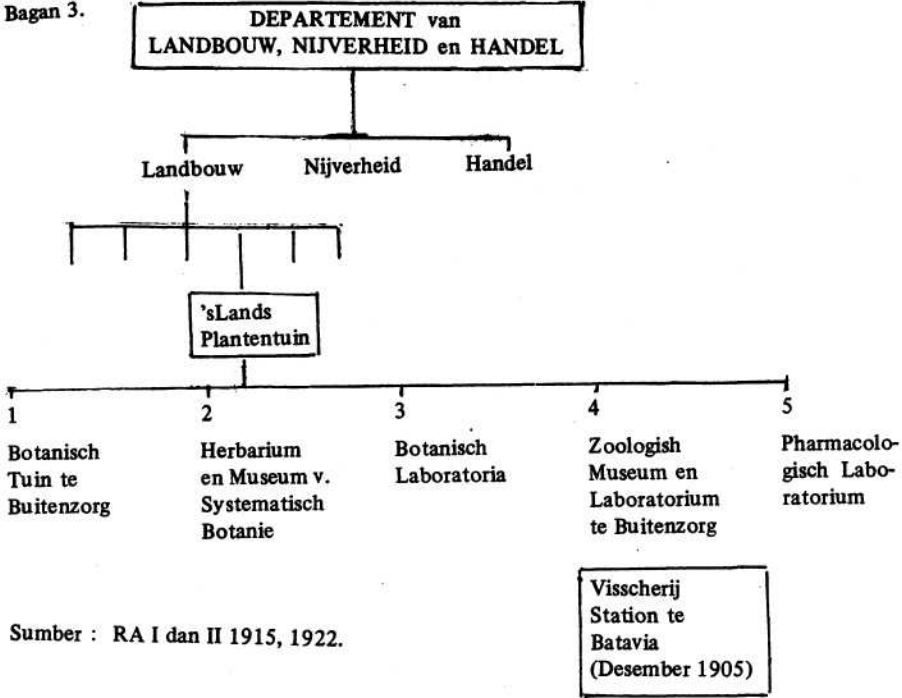 Bagan 3.
DEPARTEMENT van
LANDBOUW, NIJVERHEID en HANDEL
Landbouw
Nijverheid
Handel
'sLands
Plantentuin
1
Botanisch
Tuin te
Buitenzorg
2
Herbarium
en Museum v.
Systematisch
Botanie
3
Botanisch
Laboratoria
4
Zoologish
Museum en
Laboratorium
te Buitenzorg
5
Pharmacolo-
gisch Labo-
ratorium
Visscherij
Station te
Batavia
(Desember 1905)
Sumber : RA I dan II 1915, 1922.